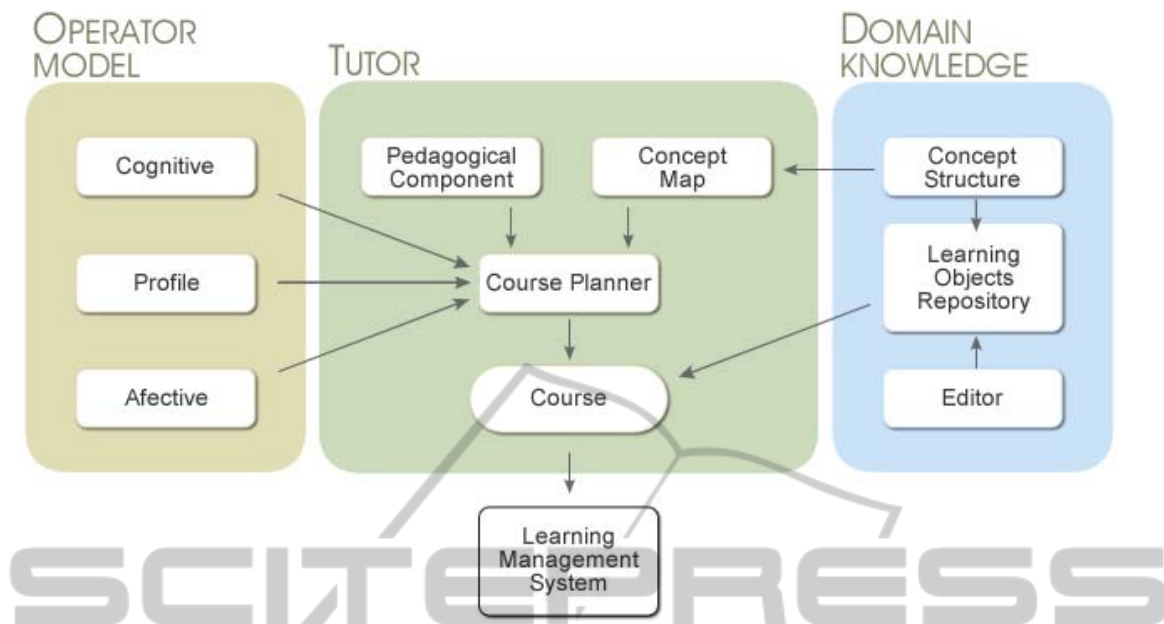 OPERATOR
MODEL
TUTOR
DOMAIN
KNOWLEDGE
Cognitive
Profile
Afective
Pedagogical
Component
Concept
Map
Course Planner
Course
Concept
Structure
Learning
Objects
Repository
Editor
Learning
Management
System
SCITEPRESS